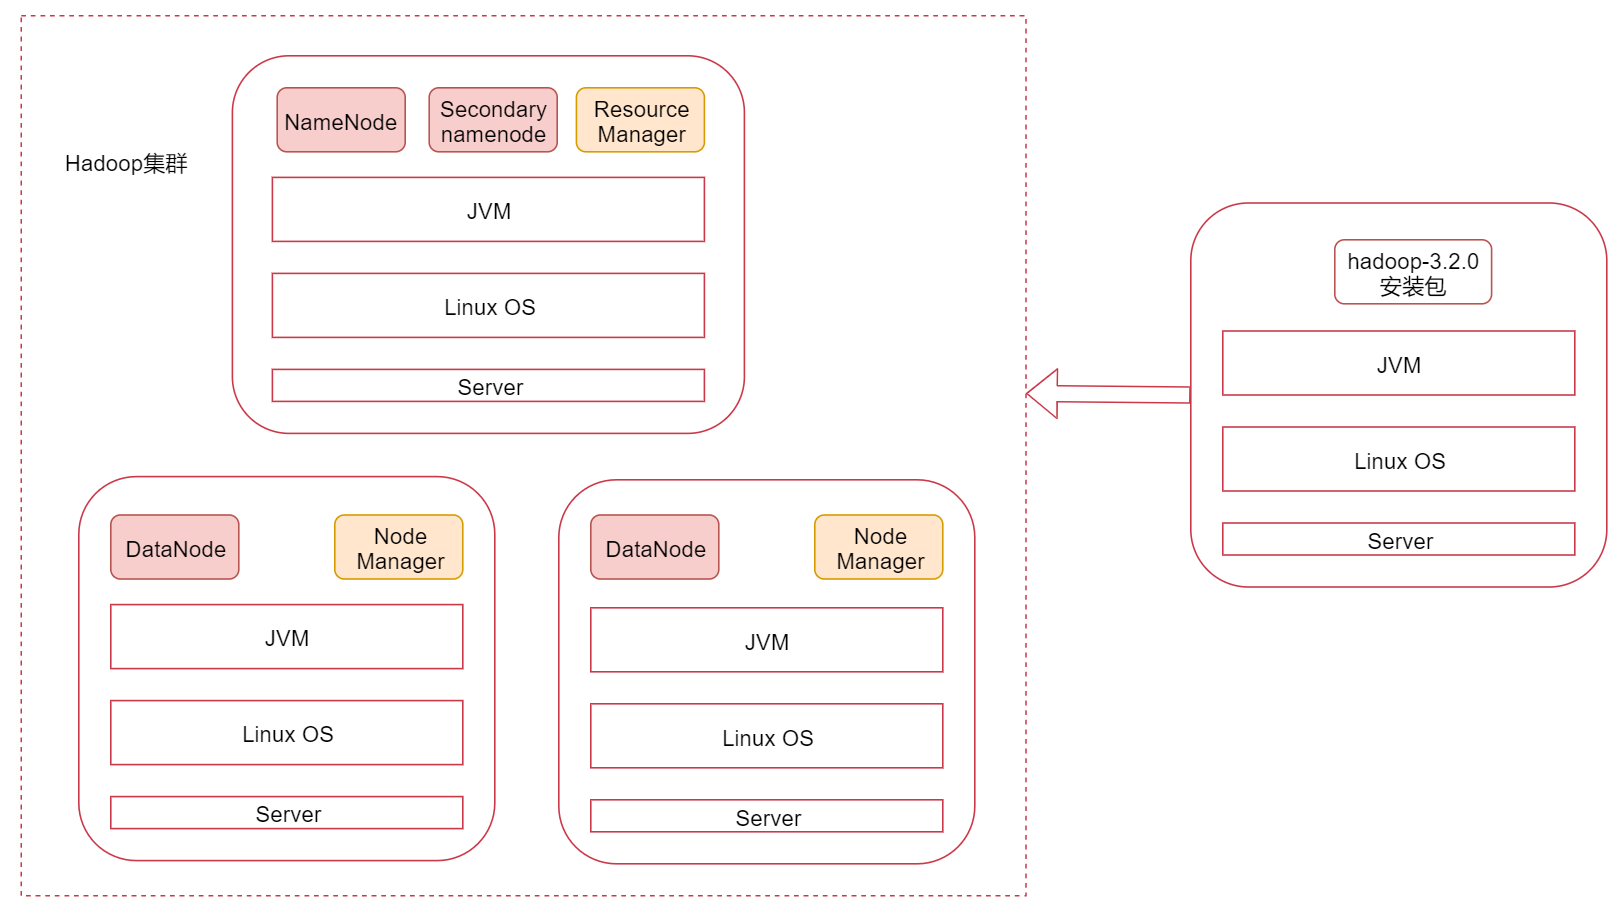 Hadoop集群
NameNode
Secondary
namenode
Resource
Manager
JVM
Linux OS
Server
DataNode
Node
Manager
JVM
Linux OS
Server
DataNode
Node
Manager
JVM
Linux OS
Server
hadoop-3.2.0
安装包
JVM
Linux OS
Server